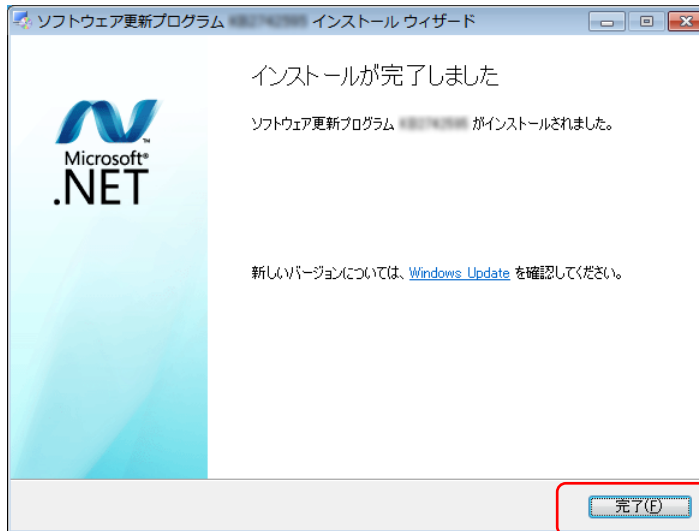 ソフトウェア更新プログラム インストール ウィザード
インストールが完了しました
ソフトウェア更新プログラム がインストールされました。
Microsoft®
.NET
新しいバージョンについては、Windows Update を確認してください。
完了(F)